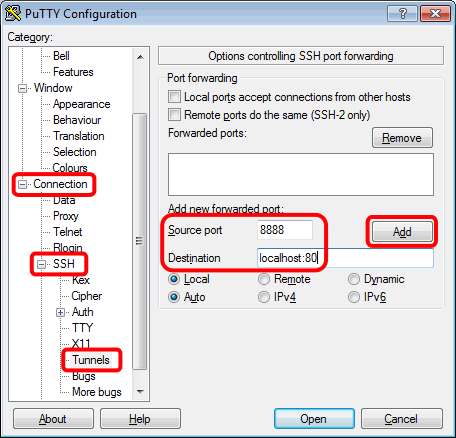 PuTTY Configuration
Category:
Bell
Features
Window
Appearance
Behaviour
Translation
Selection
Colours
Connection
Data
Proxy
Telnet
Rlogin
SSH
Kex
Cipher
Auth
TTY
X11
Tunnels
Bugs
More bugs
Options controlling SSH port forwarding
Port forwarding
Local ports accept connections from other hosts
Remote ports do the same (SSH-2 only)
Forwarded ports:
Remove
Add new forwarded port:
Source port 8888 Add
Destination localhost:80
Local Remote Dynamic
Auto IPv4 IPv6
About Help Open Cancel